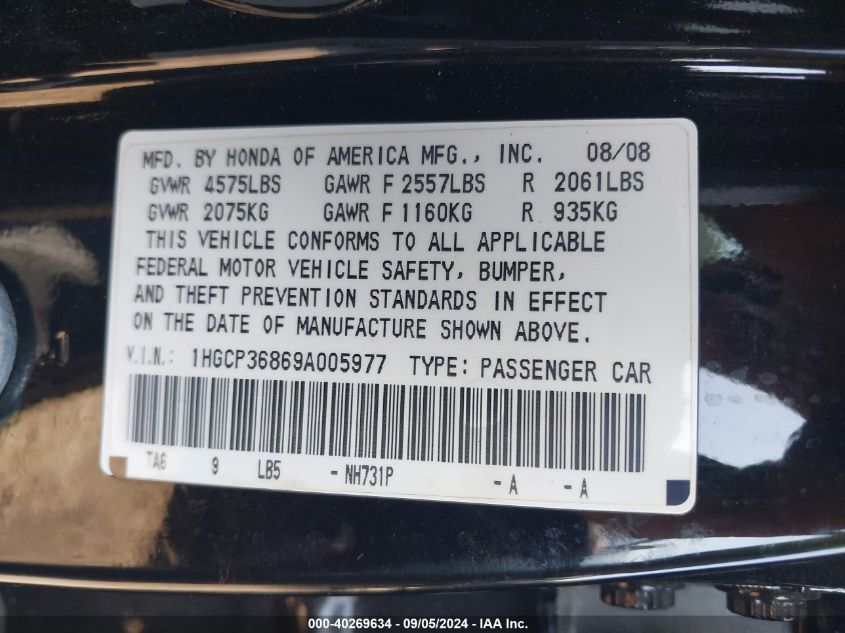 MFD. BY HONDA OF AMERICA MFG., INC. 08/08
GVWR 4575LBS GAWR F 2557LBS R 2061LBS
GVWR 2075KG GAWR F 1160KG R 935KG
THIS VEHICLE CONFORMS TO ALL APPLICABLE
FEDERAL MOTOR VEHICLE SAFETY, BUMPER,
AND THEFT PREVENTION STANDARDS IN EFFECT
ON THE DATE OF MANUFACTURE SHOWN ABOVE.
V.I.N.: 1HGCP36869A005977 TYPE: PASSENGER CAR
TA6 9 LB5 - NH731P - A - A
000-40269634 - 09/05/2024 - IAA Inc.